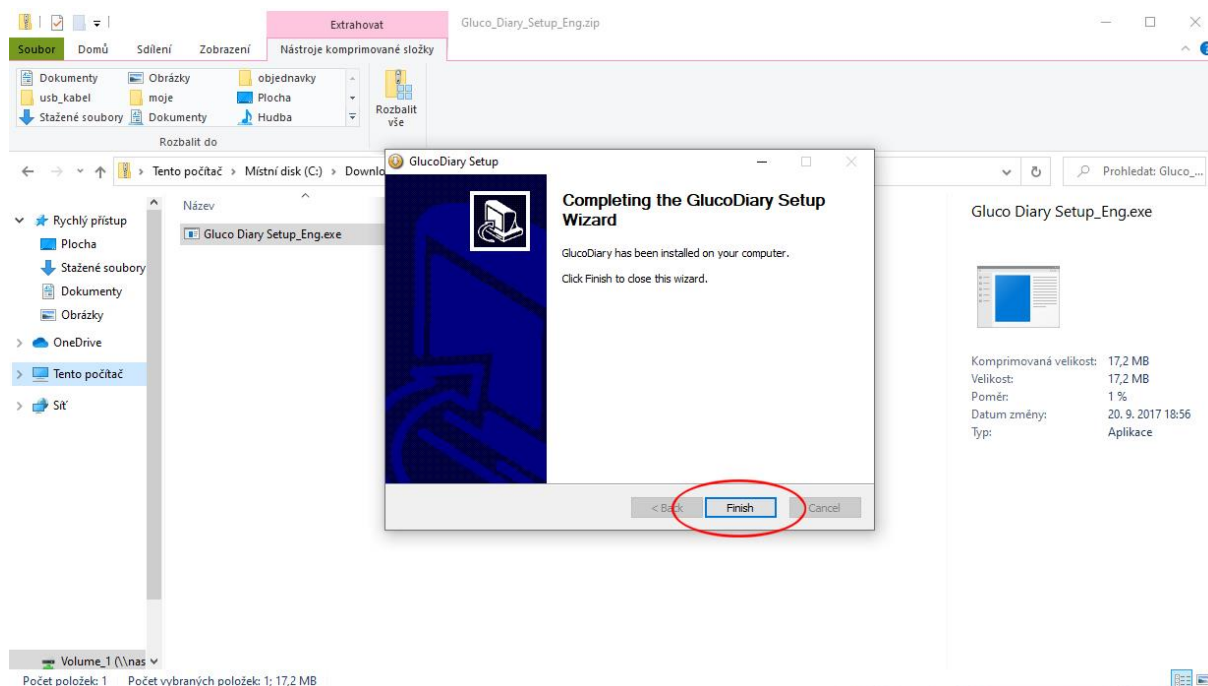 Extrahovat
Gluco_Diary_Setup_Eng.zip
Soubor Domů Sdílení Zobrazení Nástroje komprimované složky
Dokumenty Obrázky objednavky
usb_kabel moje Plocha
Stažené soubory Dokumenty Hudba
Rozbalit vše
Rozbalit do
Tento počítač › Místní disk (C:) ›
Prohledat: Gluco_...
Rychlý přístup
Plocha
Stažené soubory
Dokumenty
Obrázky
OneDrive
Tento počítač
Síť
Volume_1 (\\nas
Název
Gluco Diary Setup_Eng.exe
GlucoDiary Setup
Completing the GlucoDiary Setup
Wizard
GlucoDiary has been installed on your computer.
Click Finish to close this wizard.
< Back Finish Cancel
Gluco Diary Setup_Eng.exe
Komprimovaná velikost: 17,2 MB
Velikost: 17,2 MB
Poměr: 1 %
Datum změny: 20. 9. 2017 18:56
Typ: Aplikace
Počet položek: 1 Počet vybraných položek: 1; 17,2 MB